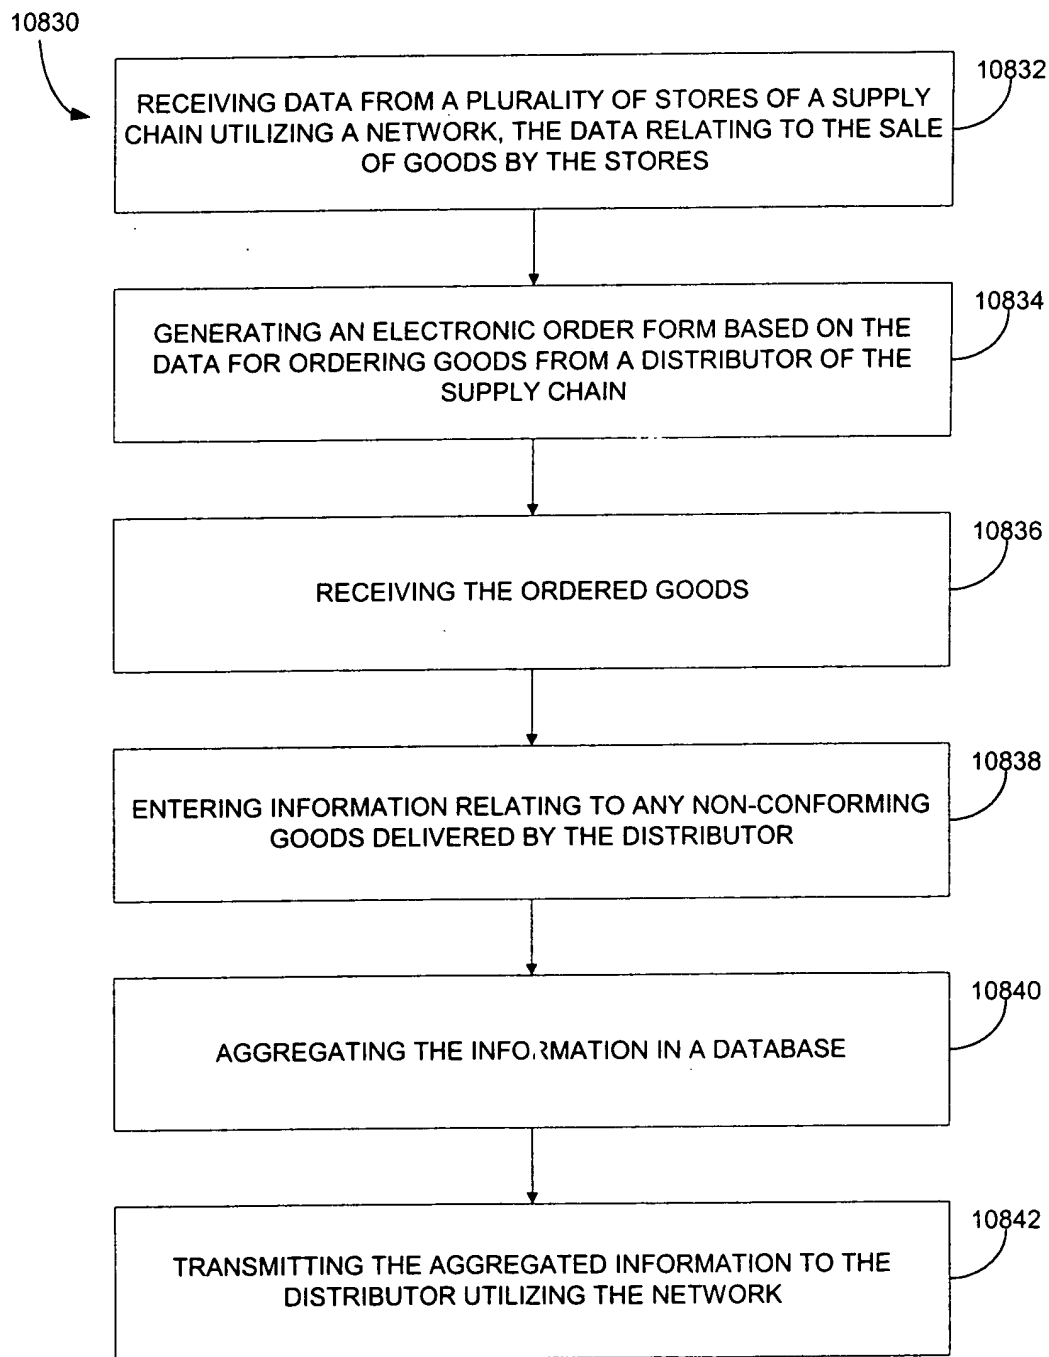 10830
10832
RECEIVING DATA FROM A PLURALITY OF STORES OF A SUPPLY
CHAIN UTILIZING A NETWORK, THE DATA RELATING TO THE SALE
OF GOODS BY THE STORES
10834
GENERATING AN ELECTRONIC ORDER FORM BASED ON THE
DATA FOR ORDERING GOODS FROM A DISTRIBUTOR OF THE
SUPPLY CHAIN
10836
RECEIVING THE ORDERED GOODS
10838
ENTERING INFORMATION RELATING TO ANY NON-CONFORMING
GOODS DELIVERED BY THE DISTRIBUTOR
10840
AGGREGATING THE INFORMATION IN A DATABASE
10842
TRANSMITTING THE AGGREGATED INFORMATION TO THE
DISTRIBUTOR UTILIZING THE NETWORK